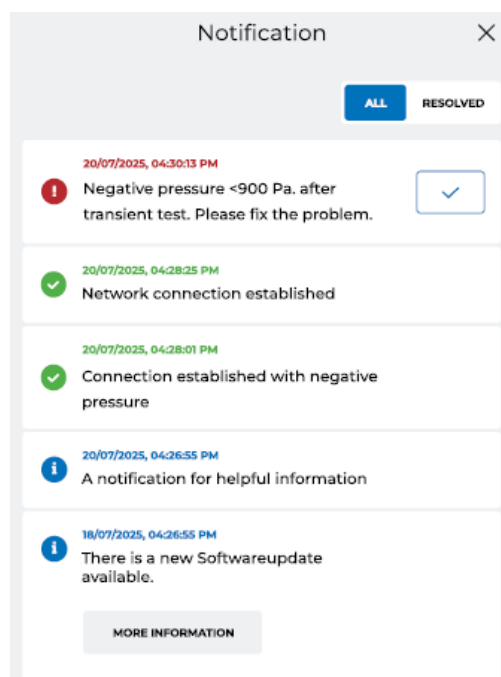 Notification
ALL RESOLVED
20/07/2025, 04:30:13 PM
Negative pressure <900 Pa. after
transient test. Please fix the problem.
20/07/2025, 04:28:25 PM
Network connection established
20/07/2025, 04:28:01 PM
Connection established with negative
pressure
20/07/2025, 04:26:55 PM
A notification for helpful information
18/07/2025, 04:26:55 PM
There is a new Softwareupdate
available.
MORE INFORMATION